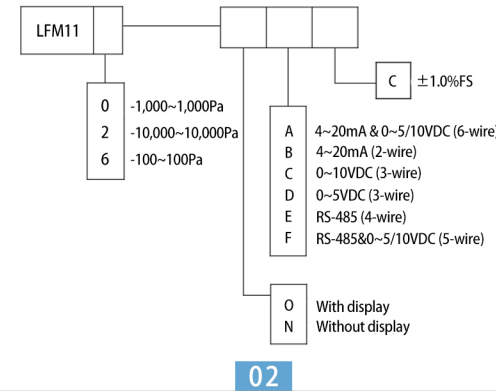 LFM11
C ±1.0%FS
0 -1,000~1,000Pa
2 -10,000~10,000Pa
6 -100~100Pa
A 4~20mA & 0~5/10VDC (6-wire)
B 4~20mA (2-wire)
C 0~10VDC (3-wire)
D 0~5VDC (3-wire)
E RS-485 (4-wire)
F RS-485&0~5/10VDC (5-wire)
O With display
N Without display
02